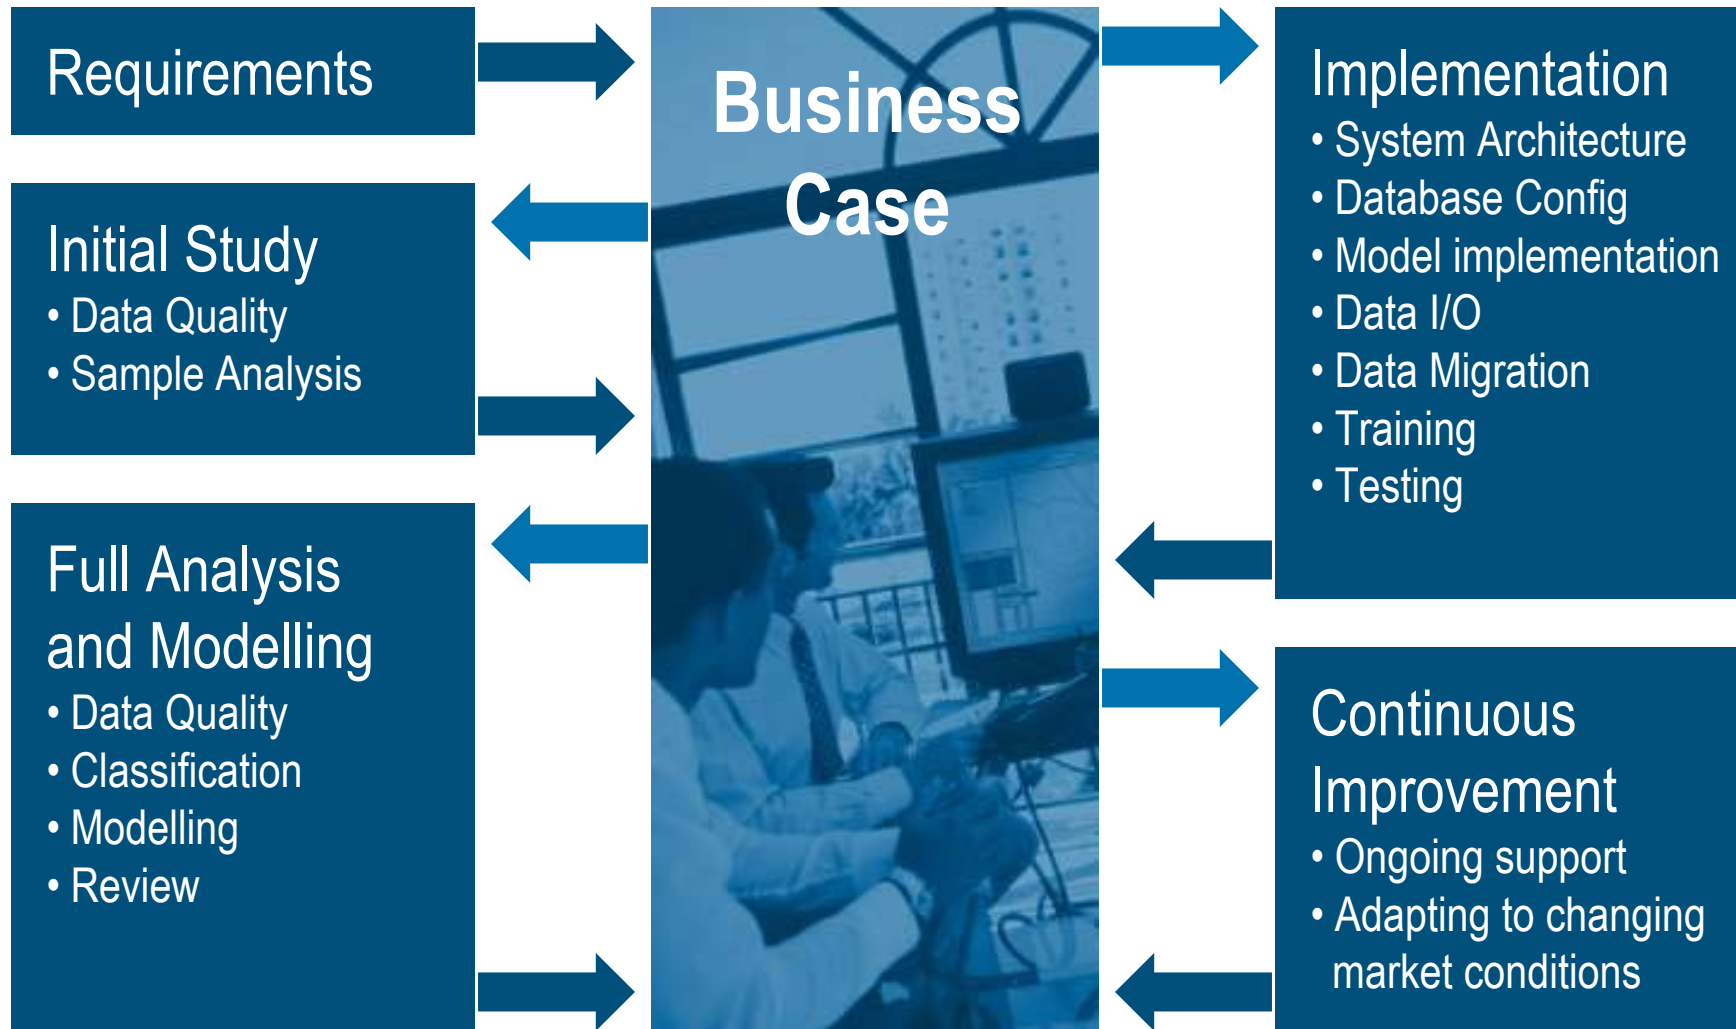 Requirements
Initial Study
• Data Quality
• Sample Analysis
Full Analysis
and Modelling
• Data Quality
• Classification
• Modelling
• Review
Business
Case
Implementation
• System Architecture
• Database Config
• Model implementation
• Data I/O
• Data Migration
• Training
• Testing
Continuous
Improvement
• Ongoing support
• Adapting to changing
market conditions